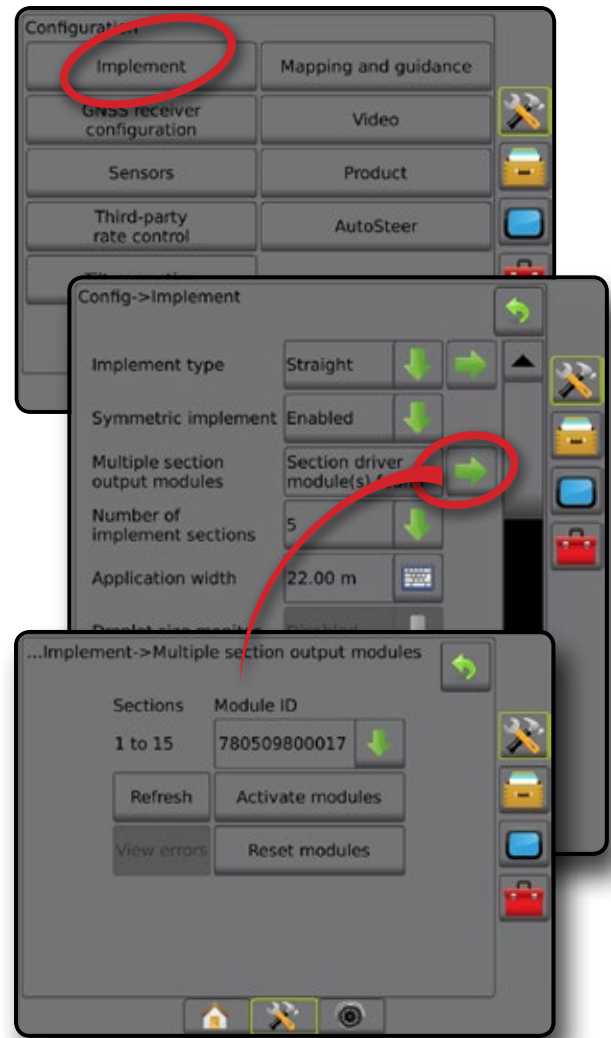 Configuration
Implement
Mapping and guidance
GNSS receiver
configuration
Video
Sensors
Product
Third-party
rate control
AutoSteer
Config->Implement
Implement type
Straight
Symmetric implement
Enabled
Multiple section
output modules
Section driver
module(s)
Number of
implement sections
5
Application width
22.00 m
...Implement->Multiple section output modules
Sections
Module ID
1 to 15
780509800017
Refresh
Activate modules
View errors
Reset modules